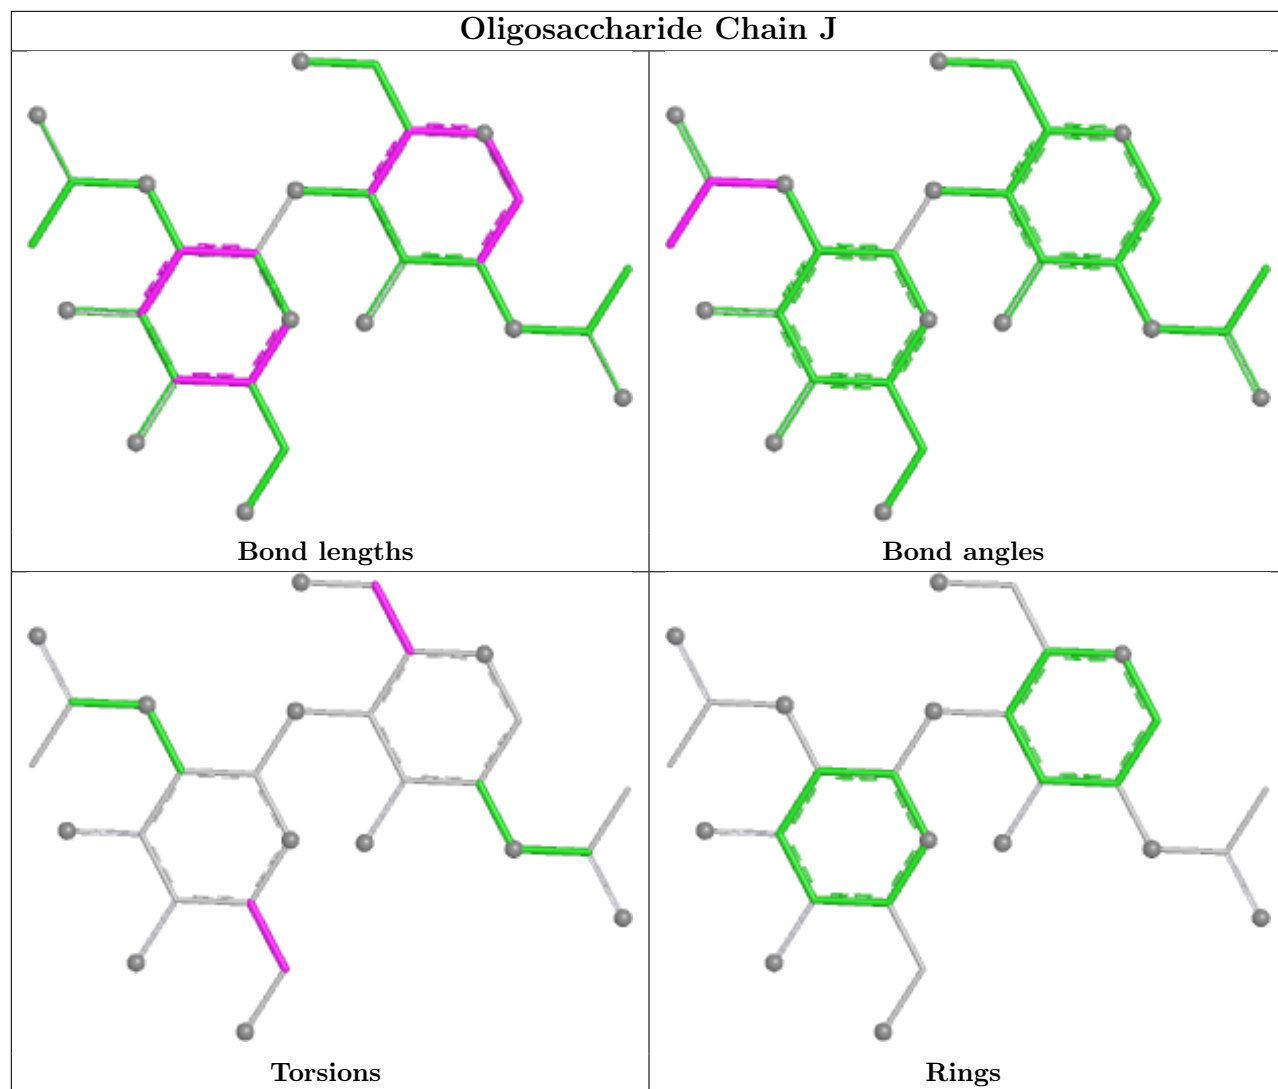 Oligosaccharide Chain J
Bond lengths
Bond angles
Torsions
Rings